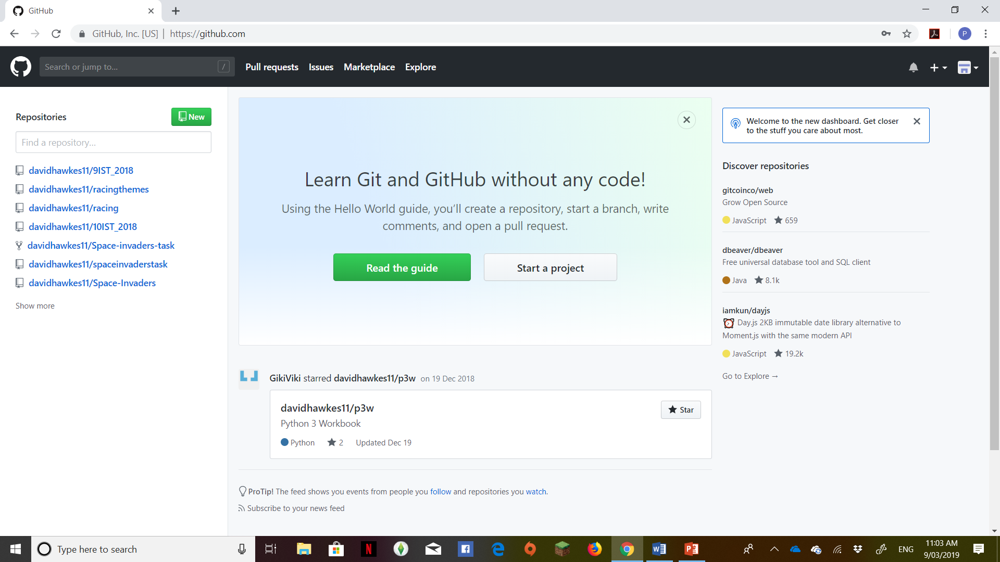 GitHub
GitHub, Inc. [US] | https://github.com
P
Search or jump to... /
Pull requests Issues Marketplace Explore
Repositories
New
Find a repository...
davidhawkes11/9IST_2018
davidhawkes11/racingthemes
davidhawkes11/racing
davidhawkes11/10IST_2018
davidhawkes11/Space-invaders-task
davidhawkes11/spaceinvaderstask
davidhawkes11/Space-Invaders
Show more
Learn Git and GitHub without any code!
Using the Hello World guide, you’ll create a repository, start a branch, write
comments, and open a pull request.
Read the guide
Start a project
GikiViki starred davidhawkes11/p3w on 19 Dec 2018
davidhawkes11/p3w
Star
Python 3 Workbook
Python 2 Updated Dec 19
ProTip! The feed shows you events from people you follow and repositories you watch.
Subscribe to your news feed
Welcome to the new dashboard. Get closer
to the stuff you care about most.
Discover repositories
gitcoinco/web
Grow Open Source
JavaScript 659
dbeaver/dbeaver
Free universal database tool and SQL client
Java 8.1k
iamkun/dayjs
Day.js 2KB immutable date library alternative to
Moment.js with the same modern API
JavaScript 19.2k
Go to Explore →
Type here to search
ENG
11:03 AM
9/03/2019